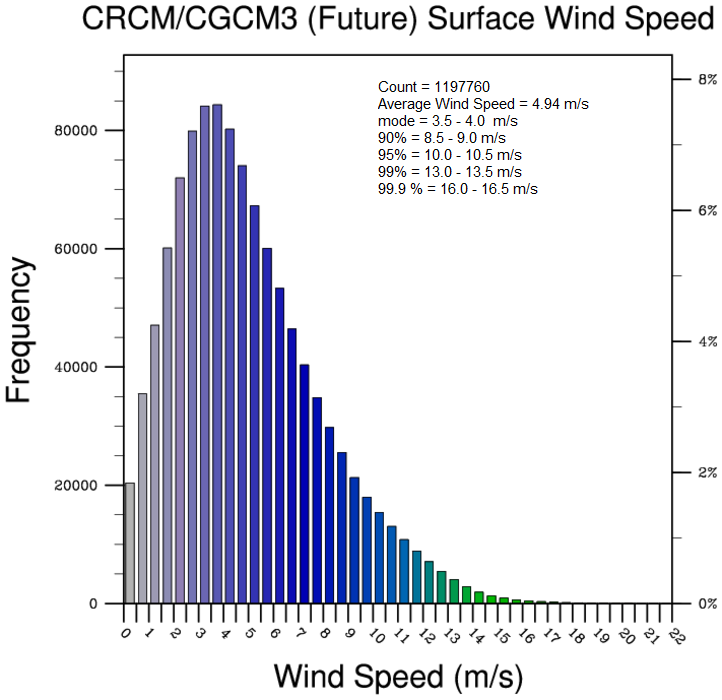 CRCM/CGCM3 (Future) Surface Wind Speed
Count = 1197760
Average Wind Speed = 4.94 m/s
mode = 3.5 - 4.0  m/s
90% = 8.5 - 9.0 m/s
95% = 10.0 - 10.5 m/s
99% = 13.0 - 13.5 m/s
99.9 % = 16.0 - 16.5 m/s
Frequency
80000
60000
40000
20000
0
8%
6%
4%
2%
0%
0 1 2 3 4 5 6 7 8 9 10 11 12 13 14 15 16 17 18 19 20 21 22
Wind Speed (m/s)